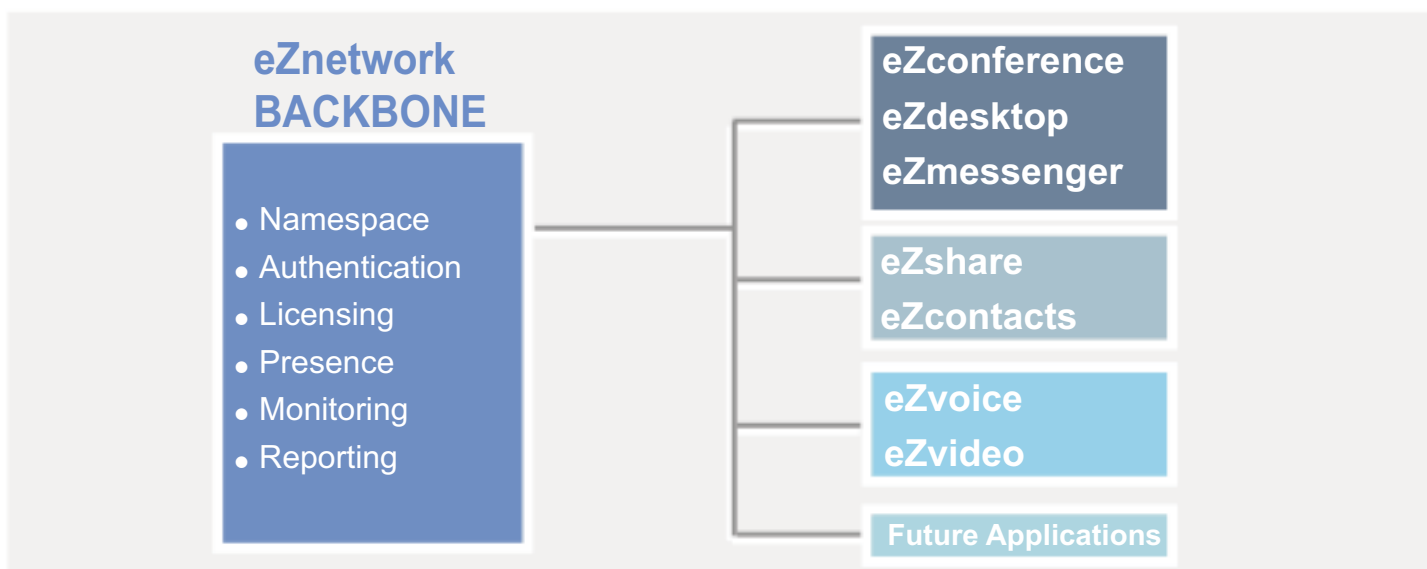 eZnetwork
BACKBONE
• Namespace
• Authentication
• Licensing
• Presence
• Monitoring
• Reporting
eZconference
eZdesktop
eZmessenger
eZshare
eZcontacts
eZvoice
eZvideo
Future Applications